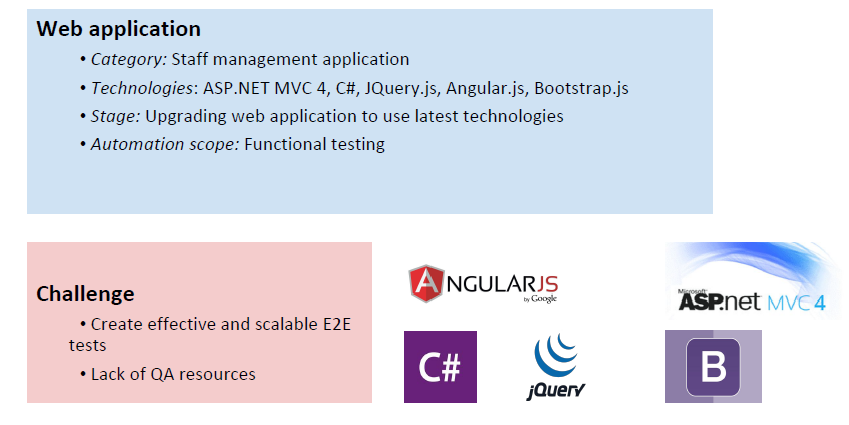 Web application
• Category: Staff management application
• Technologies: ASP.NET MVC 4, C#, JQuery.js, Angular.js, Bootstrap.js
• Stage: Upgrading web application to use latest technologies
• Automation scope: Functional testing
Challenge
• Create effective and scalable E2E
tests
• Lack of QA resources
A NGULARJS
by Google
Microsoft
ASP.net MVC 4
C#
jQuery
B